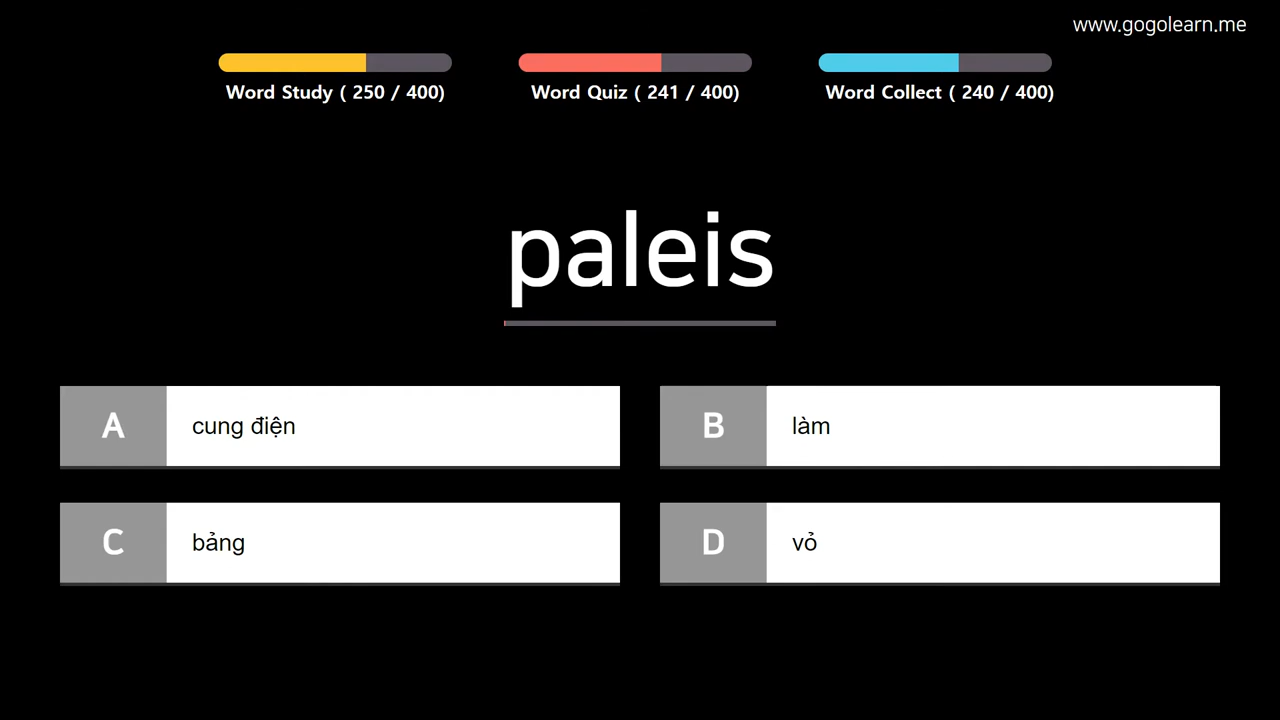 www.gogolearn.me
Word Study ( 250 / 400)
Word Quiz ( 241 / 400)
Word Collect ( 240 / 400)
paleis
A cung điện
B làm
C bảng
D vỏ